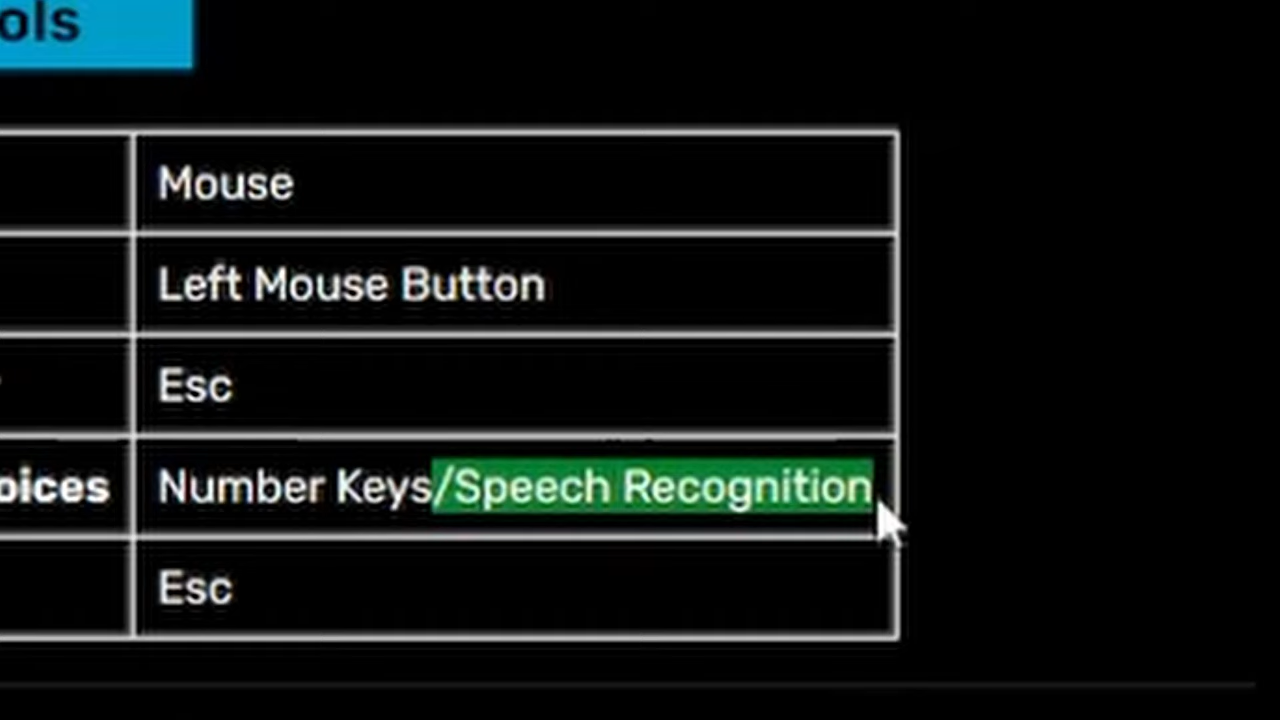 ols
Mouse
Left Mouse Button
Esc
oices Number Keys/Speech Recognition
Esc